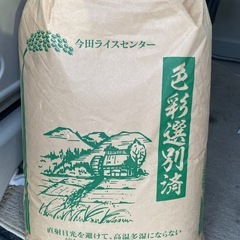 今田ライスセンター
色彩選別済
直射日光を避けて、高温多湿にならない